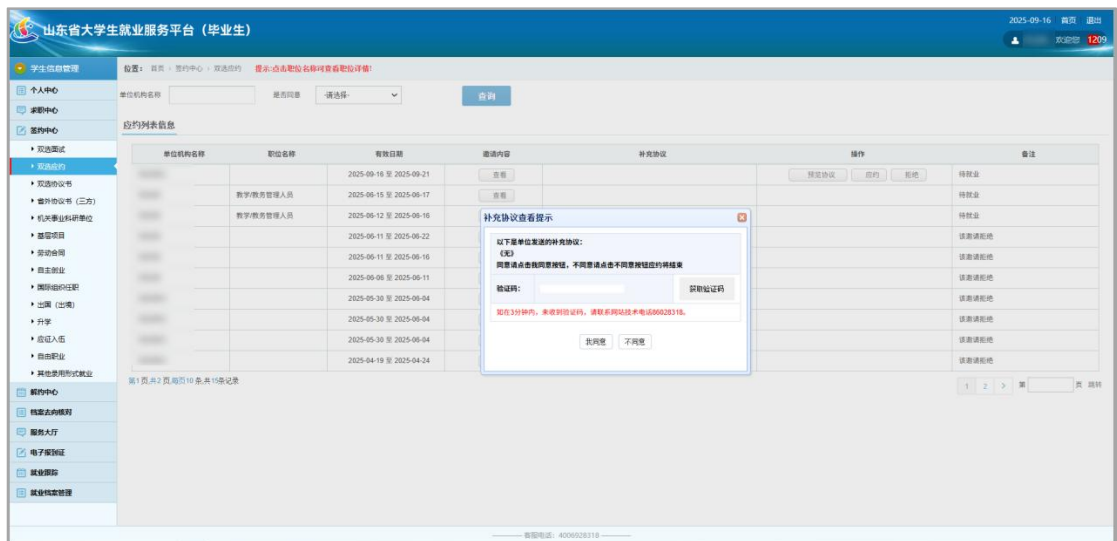 山东省大学生就业服务平台（毕业生）
2025-09-16 首页 退出
欢迎您 1209
学生信息管理
位置： 首页 > 签约中心 > 双选应约 提示:点击职位名称可查看职位详情!
个人中心
求职中心
签约中心
双选面试
双选应约
双选协议书
省外协议书（三方）
机关事业科研单位
基层项目
劳动合同
自主创业
国际组织任职
出国（出境）
升学
应征入伍
自由职业
其他录用形式就业
解约中心
档案去向核对
服务大厅
电子报到证
就业跟踪
就业档案管理
单位机构名称 是否同意 -请选择- 查询
应约列表信息
单位机构名称 职位名称 有效日期 邀请内容 补充协议 操作 备注
2025-09-16 至 2025-09-21 查看 预览协议 应约 拒绝 待就业
教学/教务管理人员 2025-06-15 至 2025-06-17 查看 待就业
教学/教务管理人员 2025-06-12 至 2025-06-16 待就业
2025-06-11 至 2025-06-22 该邀请拒绝
2025-06-11 至 2025-06-16 该邀请拒绝
2025-06-06 至 2025-06-11 该邀请拒绝
2025-05-30 至 2025-06-04 该邀请拒绝
2025-05-30 至 2025-06-04 该邀请拒绝
2025-05-30 至 2025-06-04 该邀请拒绝
2025-04-19 至 2025-04-24 该邀请拒绝
第1 页,共2 页,每页10 条,共 15条记录
1 2 > 第 页 跳转
补充协议查看提示
以下是单位发送的补充协议：
《无》
同意请点击我同意按钮，不同意请点击不同意按钮应约将结束
验证码： 获取验证码
如在3分钟内，未收到验证码，请联系网站技术电话86028318。
我同意 不同意
客服电话：4006928318